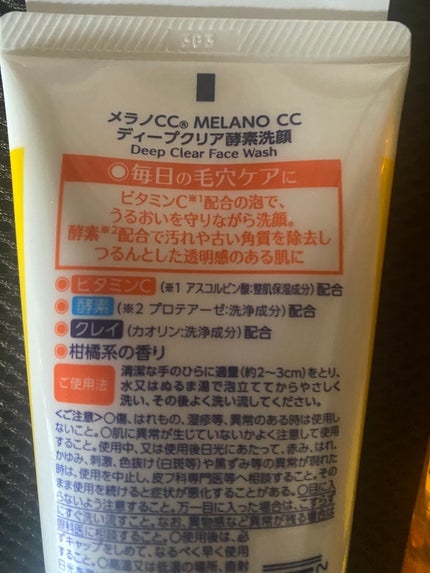 363
メラノCC® MELANO CC
ディープクリア酵素洗顔
Deep Clear Face Wash
●毎日の毛穴ケアに
ビタミンC※1配合の泡で、
うるおいを守りながら洗顔。
酵素※2配合で汚れや古い角質を除去し
つるんとした透明感のある肌に
●ビタミンC(※1 アスコルビン酸:整肌保湿成分)配合
●酵素(※2 プロテアーゼ:洗浄成分)配合
●クレイ(カオリン:洗浄成分)配合
●柑橘系の香り
ご使用法
清潔な手のひらに適量(約2〜3cm)をとり、
水又はぬるま湯で泡立ててからやさしく
洗い、その後よく洗い流してください。
<ご注意>○傷、はれもの、湿疹等、異常のある時は使用し
ないこと。○肌に異常が生じていないかよく注意して使用
すること。使用中、又は使用後日光にあたって、赤み、はれ、
かゆみ、刺激、色抜け(白斑等)や黒ずみ等の異常が現れた
時は、使用を中止し、皮フ科専門医等へ相談すること。その
まま使用を続けると症状が悪化することがある。○目に入
らないよう注意すること。万一目に入った場合は、こすらず
にすぐ洗い流すこと。なお、異物感など異常が残る場合は
眼科医に相談すること。○使用後は、必
ずキャップをしめて、なるべく早く使用
すること。○高温又は低温の場所、直射